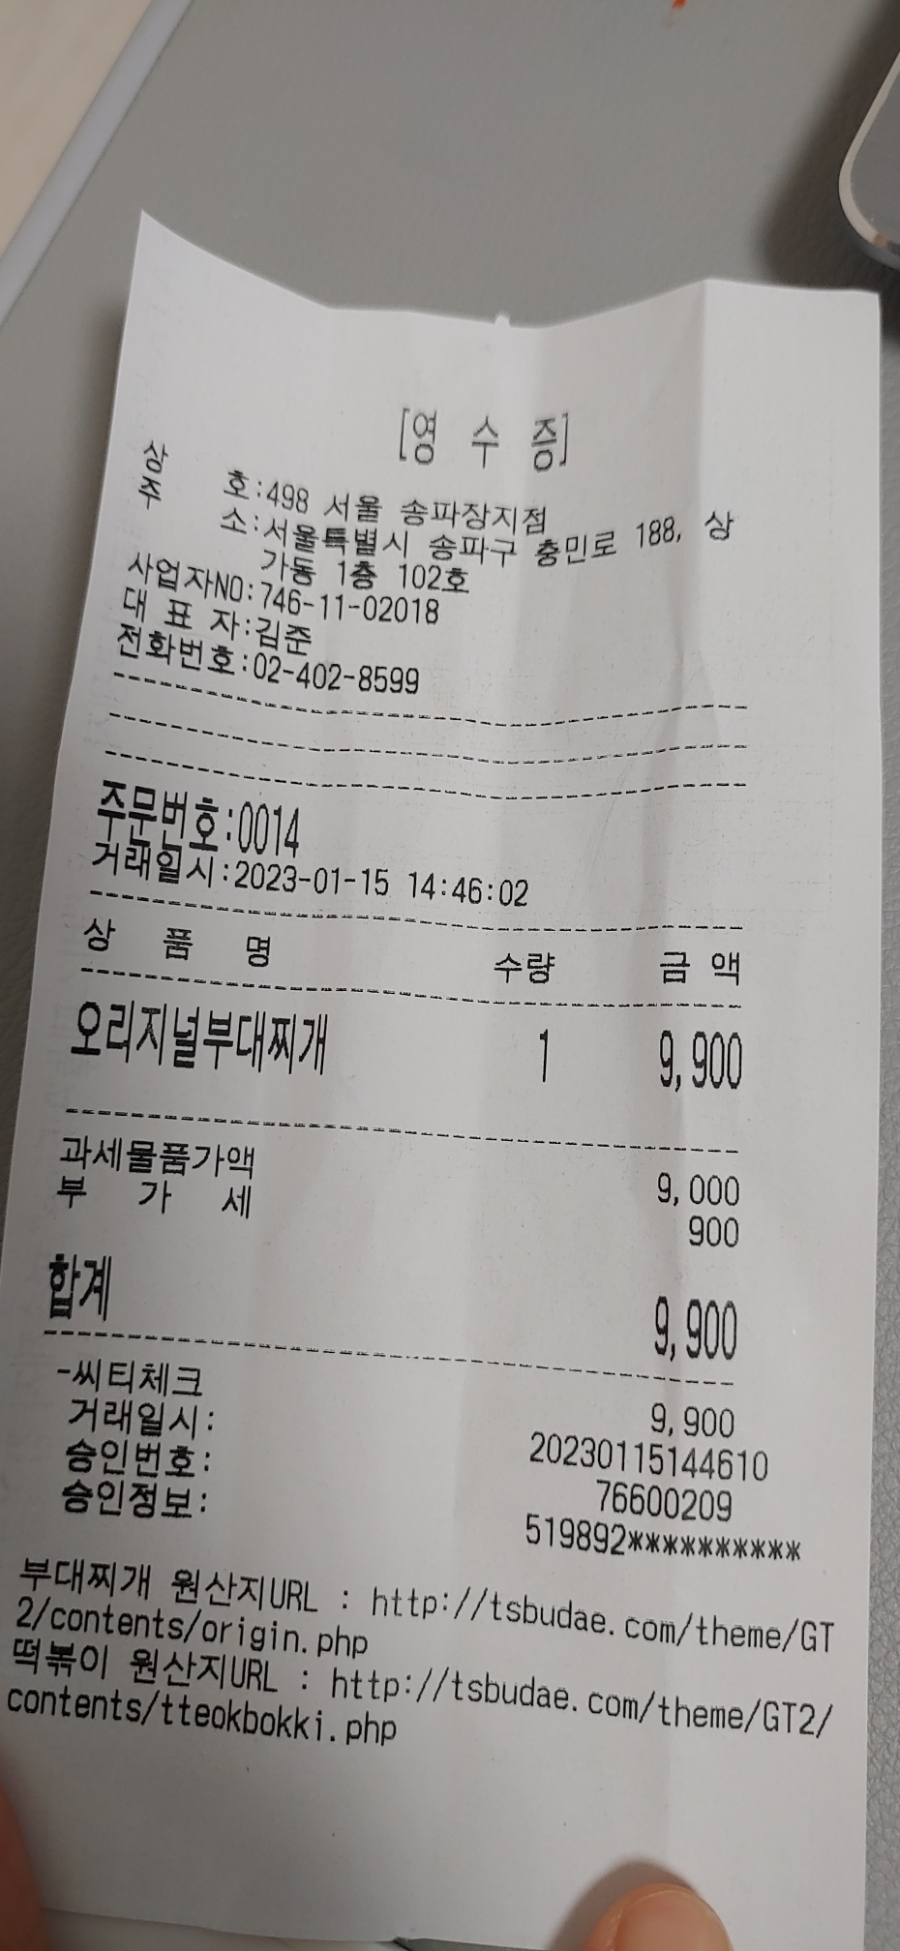 [영 수 증]
상 호:498 서울 송파장지점
주 소:서울특별시 송파구 충민로 188, 상
가동 1층 102호
사업자NO:746-11-02018
대 표 자:김준
전화번호:02-402-8599
주문번호:0014
거래일시:2023-01-15 14:46:02
상 품 명 수량 금 액
오리지널부대찌개 1 9,900
과세물품가액 9,000
부 가 세 900
합계 9,900
-씨티체크 9,900
거래일시: 20230115144610
승인번호: 76600209
승인정보: 519892**********
부대찌개 원산지URL : http://tsbudae.com/theme/GT
2/contents/origin.php
떡볶이 원산지URL : http://tsbudae.com/theme/GT2/
contents/tteokbokki.php